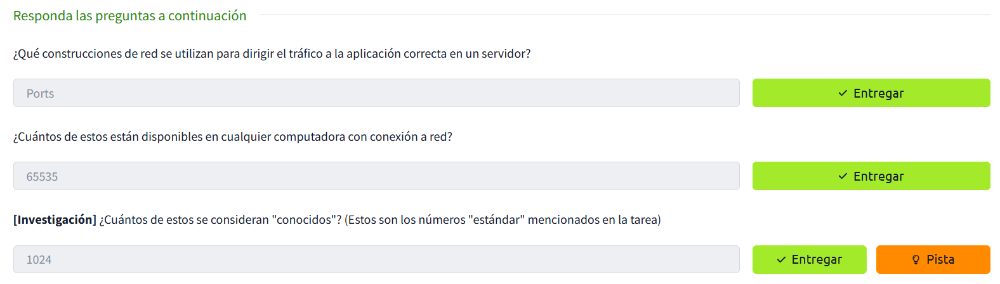 Responda las preguntas a continuación
¿Qué construcciones de red se utilizan para dirigir el tráfico a la aplicación correcta en un servidor?
Ports
Entregar
¿Cuántos de estos están disponibles en cualquier computadora con conexión a red?
65535
Entregar
[Investigación] ¿Cuántos de estos se consideran "conocidos"? (Estos son los números "estándar" mencionados en la tarea)
1024
Entregar
Pista